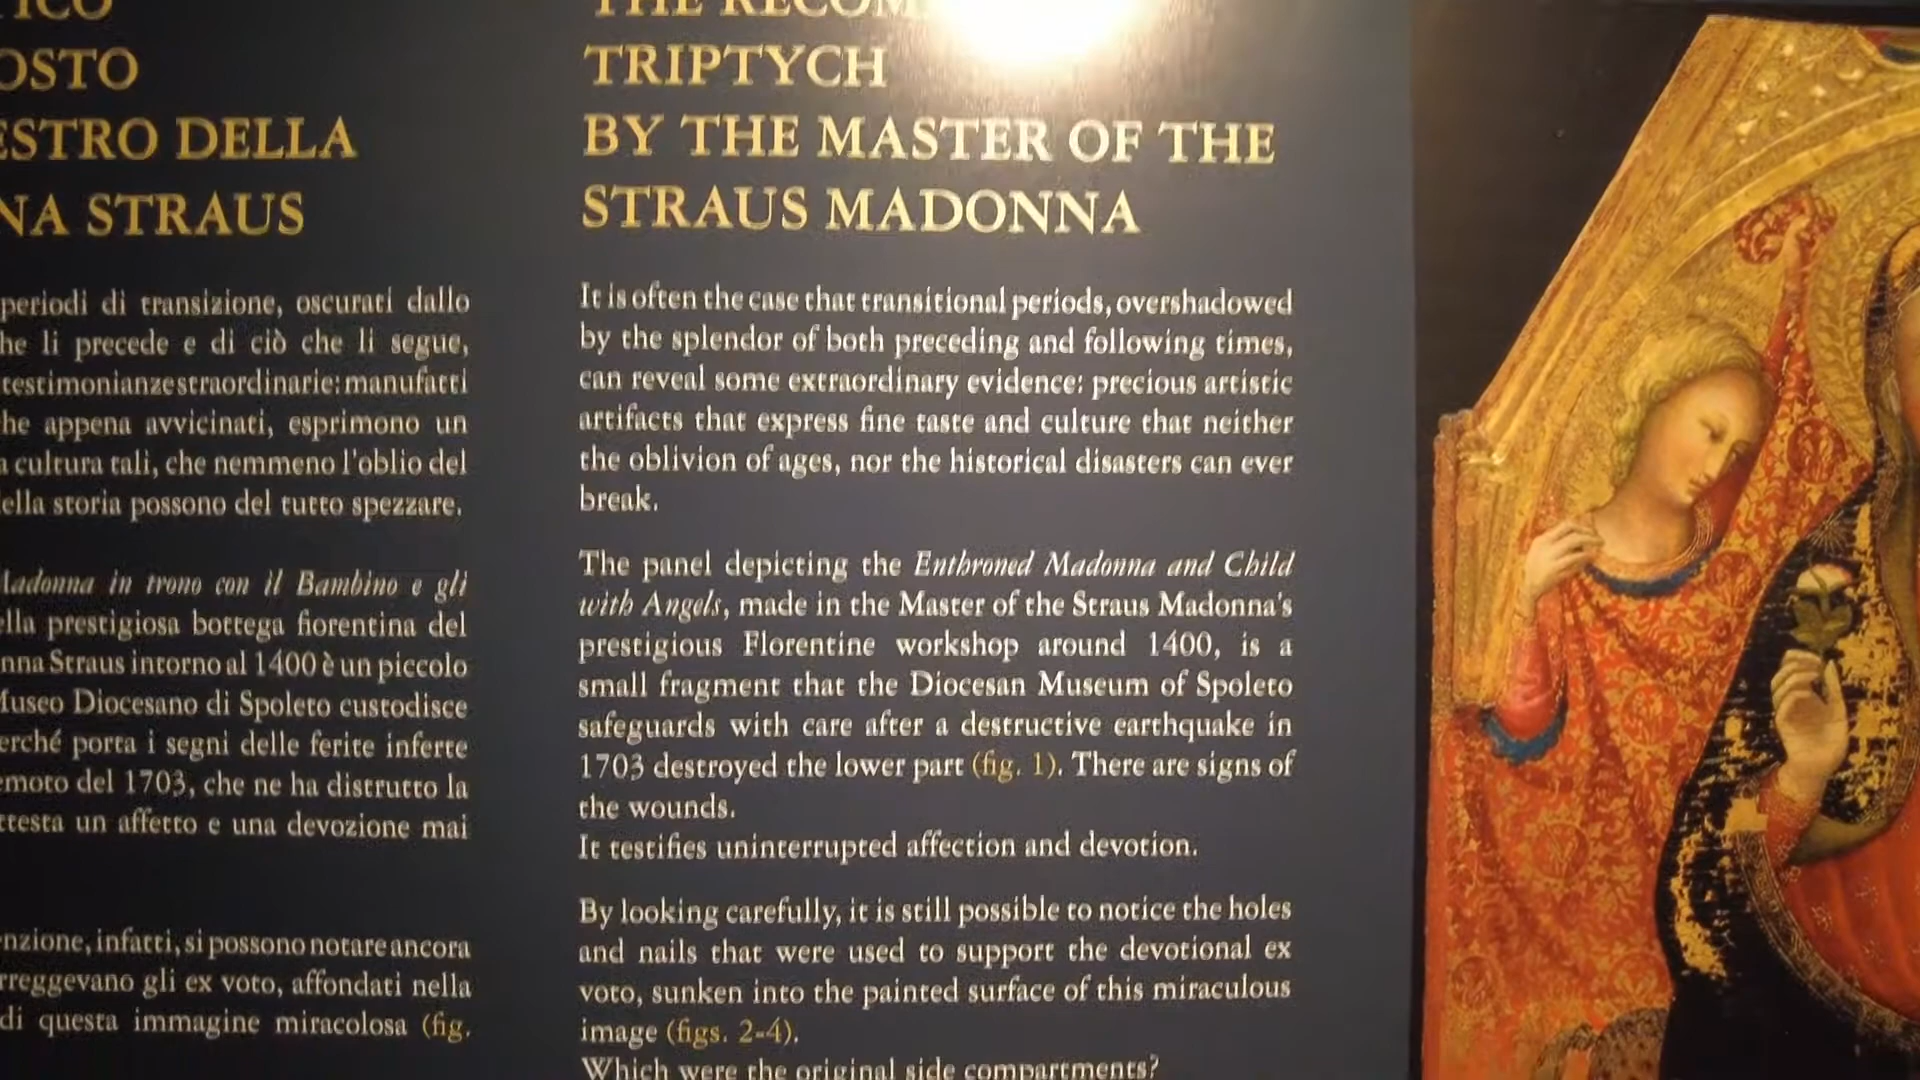 OSTO
ESTRO DELLA
NA STRAUS
periodi di transizione, oscurati dallo
he li precede e di ciò che li segue,
testimonianze straordinarie: manufatti
he appena avvicinati, esprimono un
a cultura tali, che nemmeno l'oblio del
ella storia possono del tutto spezzare.
Madonna in trono con il Bambino e gli
ella prestigiosa bottega fiorentina del
nna Straus intorno al 1400 è un piccolo
Museo Diocesano di Spoleto custodisce
erché porta i segni delle ferite inferte
emoto del 1703, che ne ha distrutto la
ttesta un affetto e una devozione mai
nzione, infatti, si possono notare ancora
rreggevano gli ex voto, affondati nella
di questa immagine miracolosa (fig.
THE RECOM
TRIPTYCH
BY THE MASTER OF THE
STRAUS MADONNA
It is often the case that transitional periods, overshadowed
by the splendor of both preceding and following times,
can reveal some extraordinary evidence: precious artistic
artifacts that express fine taste and culture that neither
the oblivion of ages, nor the historical disasters can ever
break.
The panel depicting the Enthroned Madonna and Child
with Angels, made in the Master of the Straus Madonna's
prestigious Florentine workshop around 1400, is a
small fragment that the Diocesan Museum of Spoleto
safeguards with care after a destructive earthquake in
1703 destroyed the lower part (fig. 1). There are signs of
the wounds.
It testifies uninterrupted affection and devotion.
By looking carefully, it is still possible to notice the holes
and nails that were used to support the devotional ex
voto, sunken into the painted surface of this miraculous
image (figs. 2-4).
Which were the original side compartments?